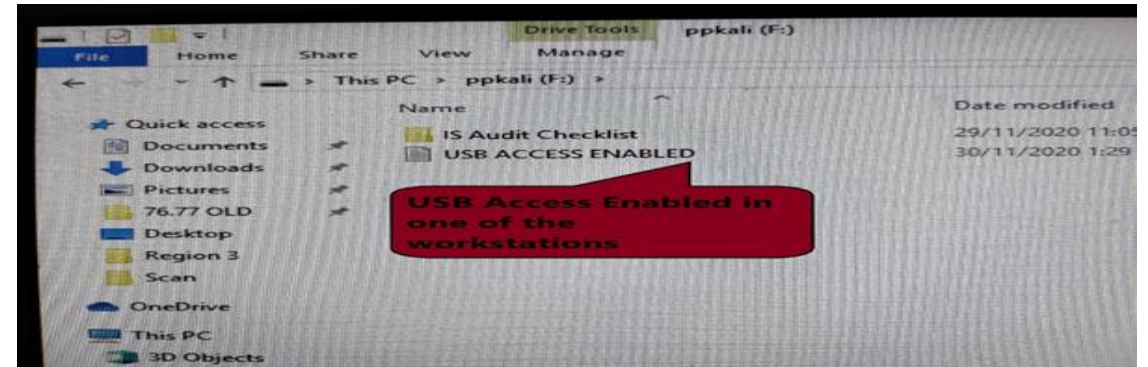 Drive Tools ppkali (F:)
File Home Share View Manage
This PC > ppkali (F:) >
Name Date modified
Quick access
IS Audit Checklist 29/11/2020 11:05
Documents
USB ACCESS ENABLED 30/11/2020 1:29
Downloads
Pictures
76.77 OLD
Desktop
Region 3
Scan
OneDrive
This PC
3D Objects
USB Access Enabled in
one of the
workstations